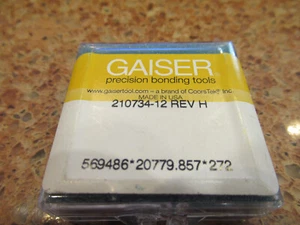 GAISER
precision bonding tools
www.gaisertool.com – a brand of CoorsTek® Inc.
MADE IN USA
210734-12 REV H
569486*20779.857*272